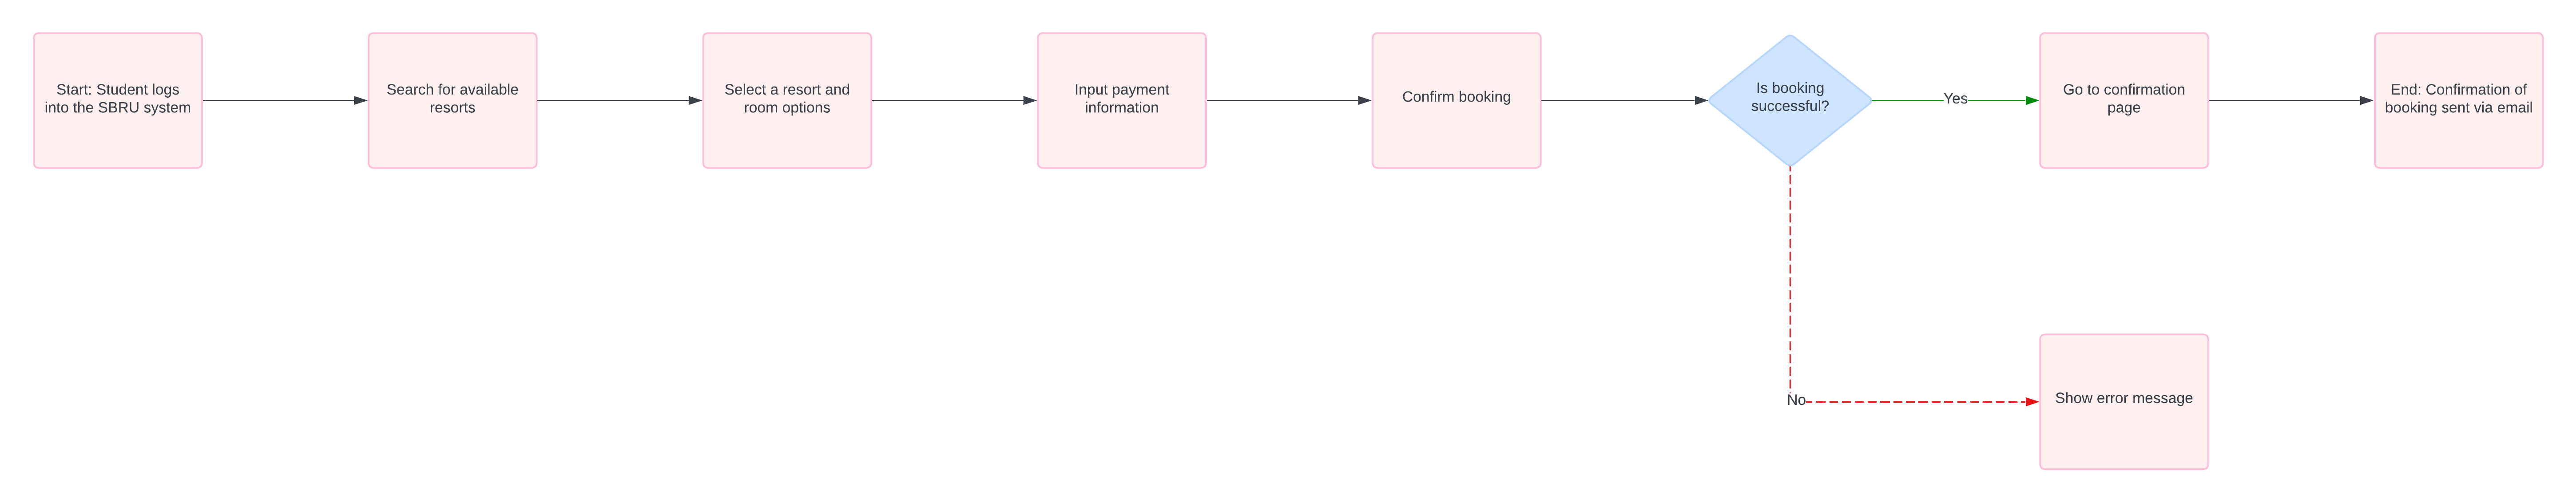 Start: Student logs
into the SBRU system
Search for available
resorts
Select a resort and
room options
Input payment
information
Confirm booking
Is booking
successful?
Yes
Go to confirmation
page
End: Confirmation of
booking sent via email
No
Show error message